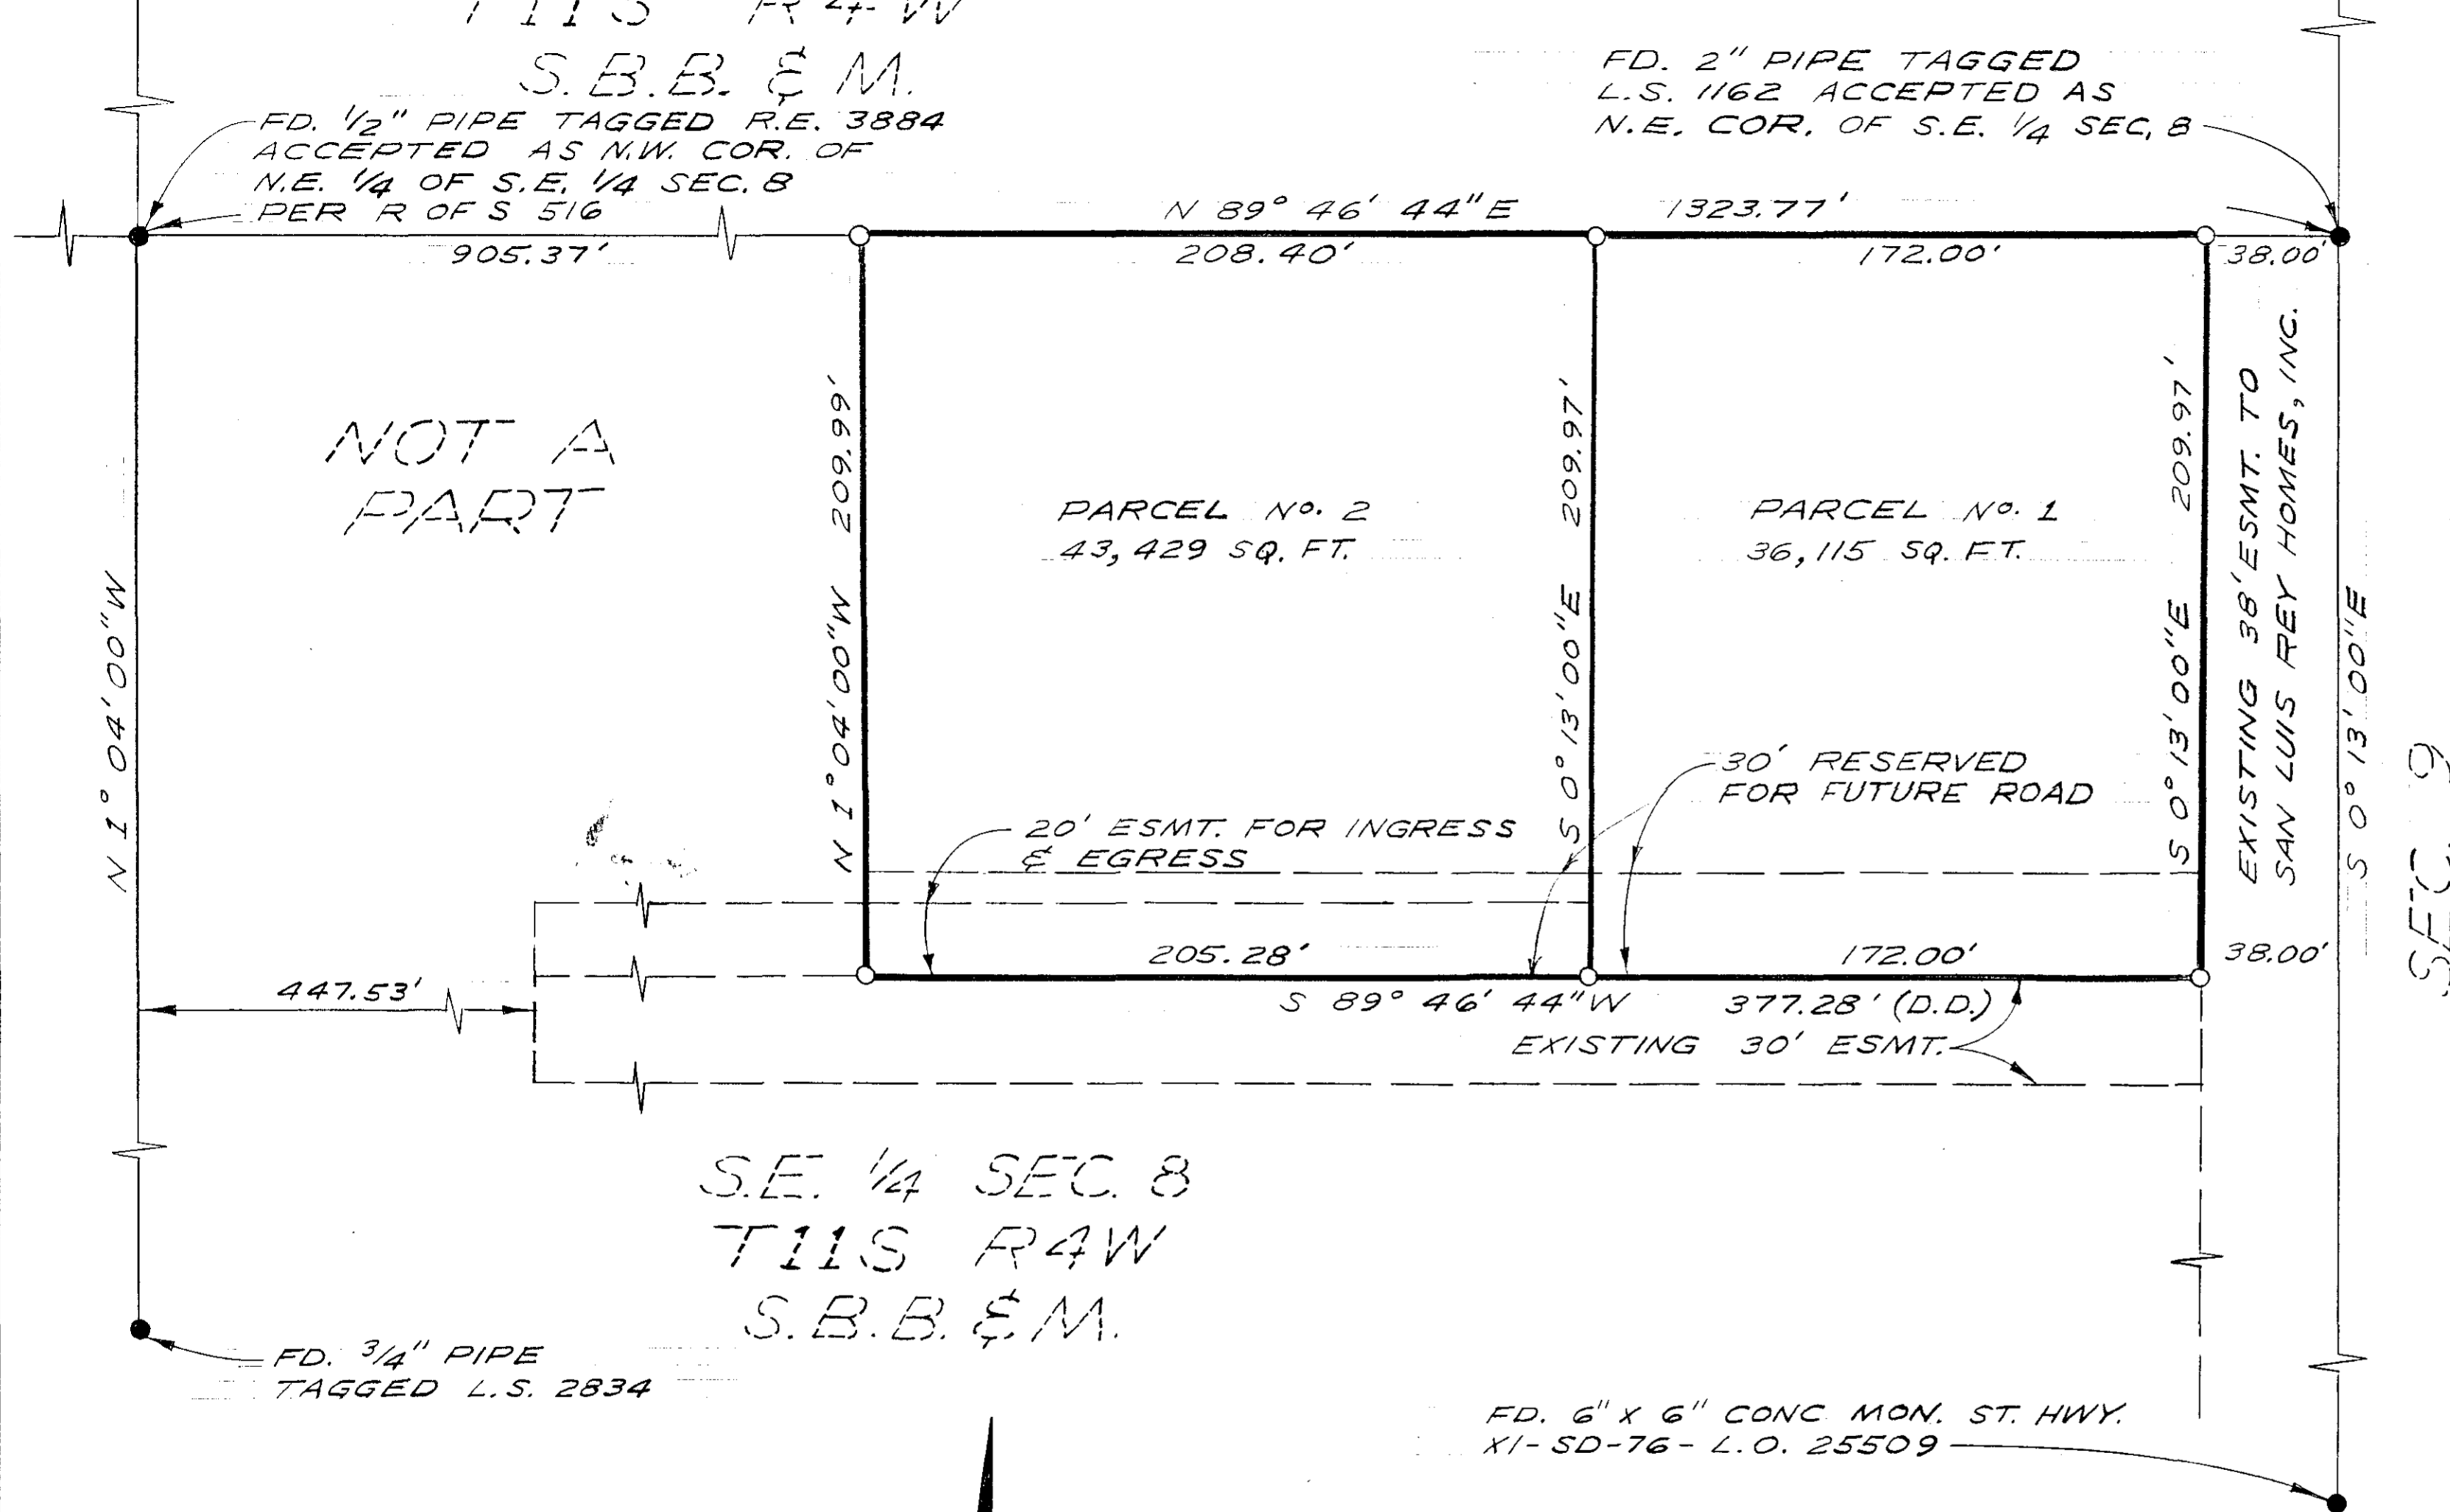 T11S R4W
S.B.B. & M.
FD. 1/2" PIPE TAGGED R.E. 3884
ACCEPTED AS N.W. COR. OF
N.E. 1/4 OF S.E. 1/4 SEC. 8
PER R OF S 516
FD. 2" PIPE TAGGED
L.S. 1162 ACCEPTED AS
N.E. COR. OF S.E. 1/4 SEC, 8
N 89° 46' 44" E 1323.77'
905.37'
208.40'
172.00'
38.00'
NOT A
PART
N 1° 04' 00" W
N 1° 04' 00" W 209.99'
PARCEL No. 2
43,429 SQ. FT.
S 0° 13' 00" E 209.97'
PARCEL No. 1
36,115 SQ. FT.
S 0° 13' 00" E 209.97'
EXISTING 38' ESMT. TO
SAN LUIS REY HOMES, INC.
S 0° 13' 00" E
SEC. 9
30' RESERVED
FOR FUTURE ROAD
20' ESMT. FOR INGRESS
& EGRESS
205.28'
172.00'
38.00'
447.53'
S 89° 46' 44" W 377.28' (D.D.)
EXISTING 30' ESMT.
S.E. 1/4 SEC. 8
T11S R4W
S.B.B. & M.
FD. 3/4" PIPE
TAGGED L.S. 2834
FD. 6" X 6" CONC. MON. ST. HWY.
XI-SD-76-L.O. 25509